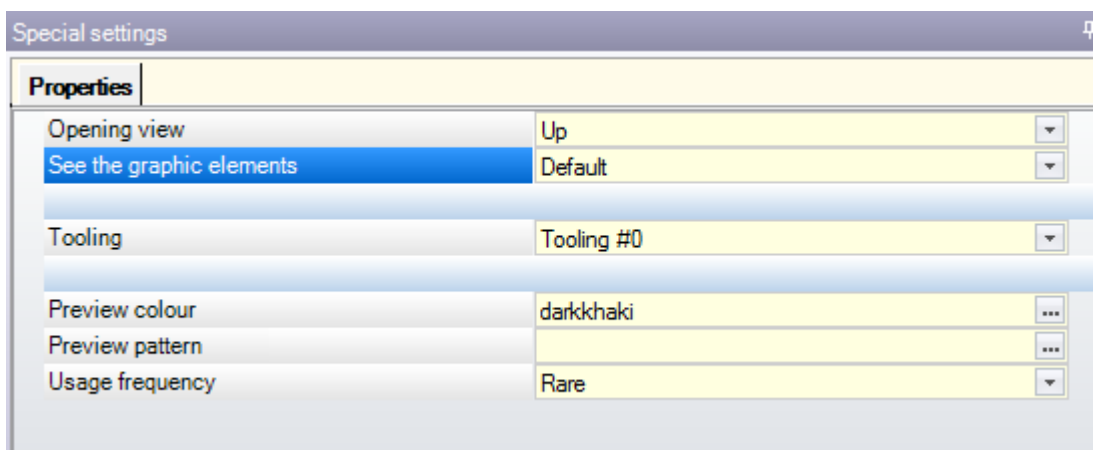 Special settings
Properties
Opening view Up
See the graphic elements Default
Tooling Tooling #0
Preview colour darkkhaki ...
Preview pattern ...
Usage frequency Rare